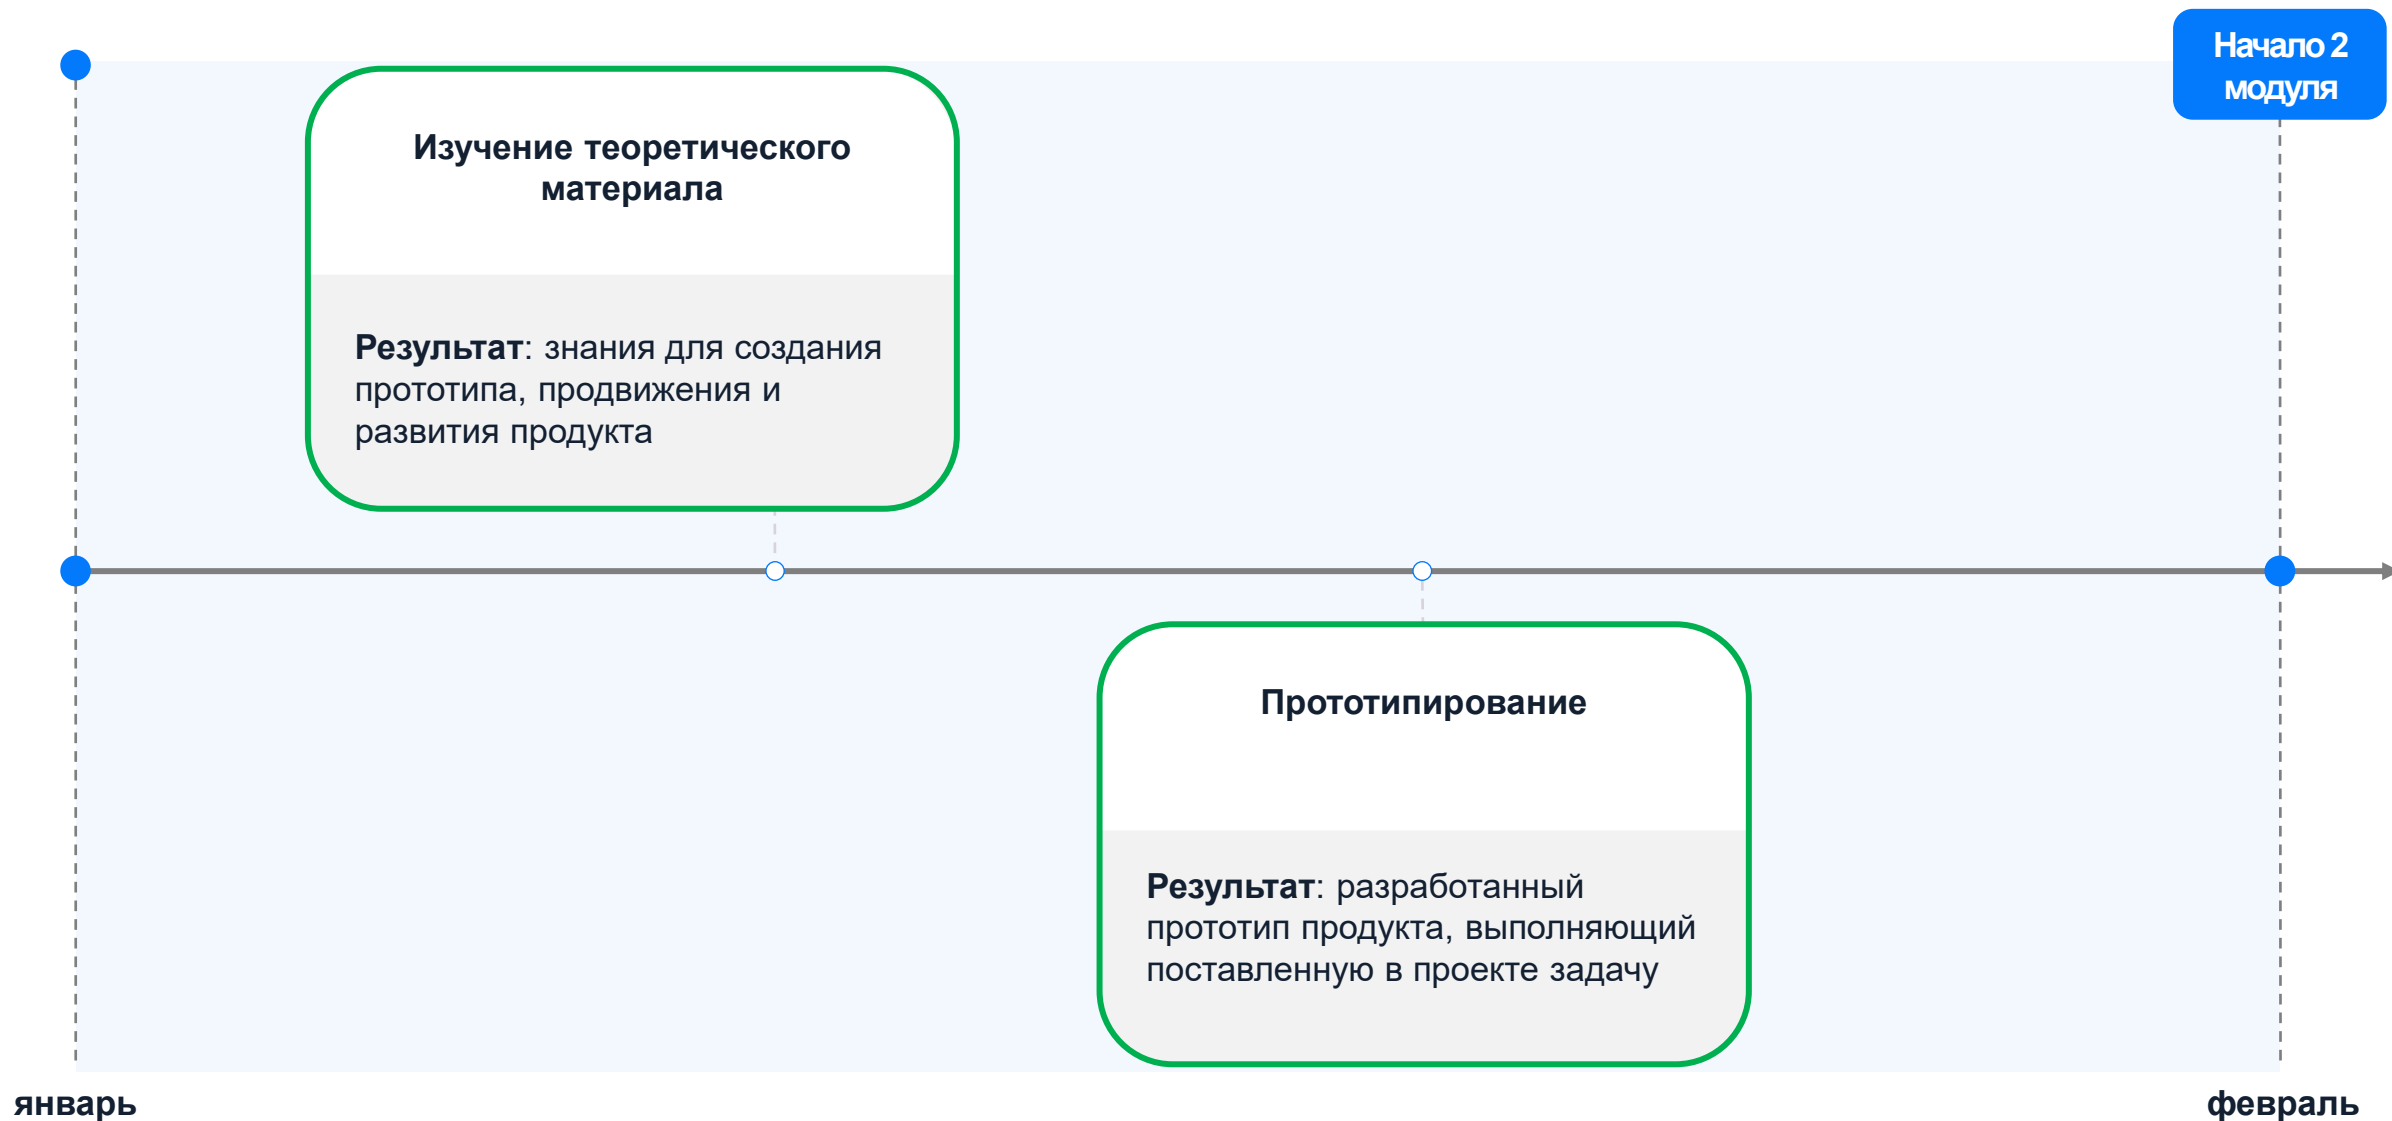 Начало 2
модуля
Изучение теоретического
материала
Результат: знания для создания
прототипа, продвижения и
развития продукта
Прототипирование
Результат: разработанный
прототип продукта, выполняющий
поставленную в проекте задачу
январь
февраль